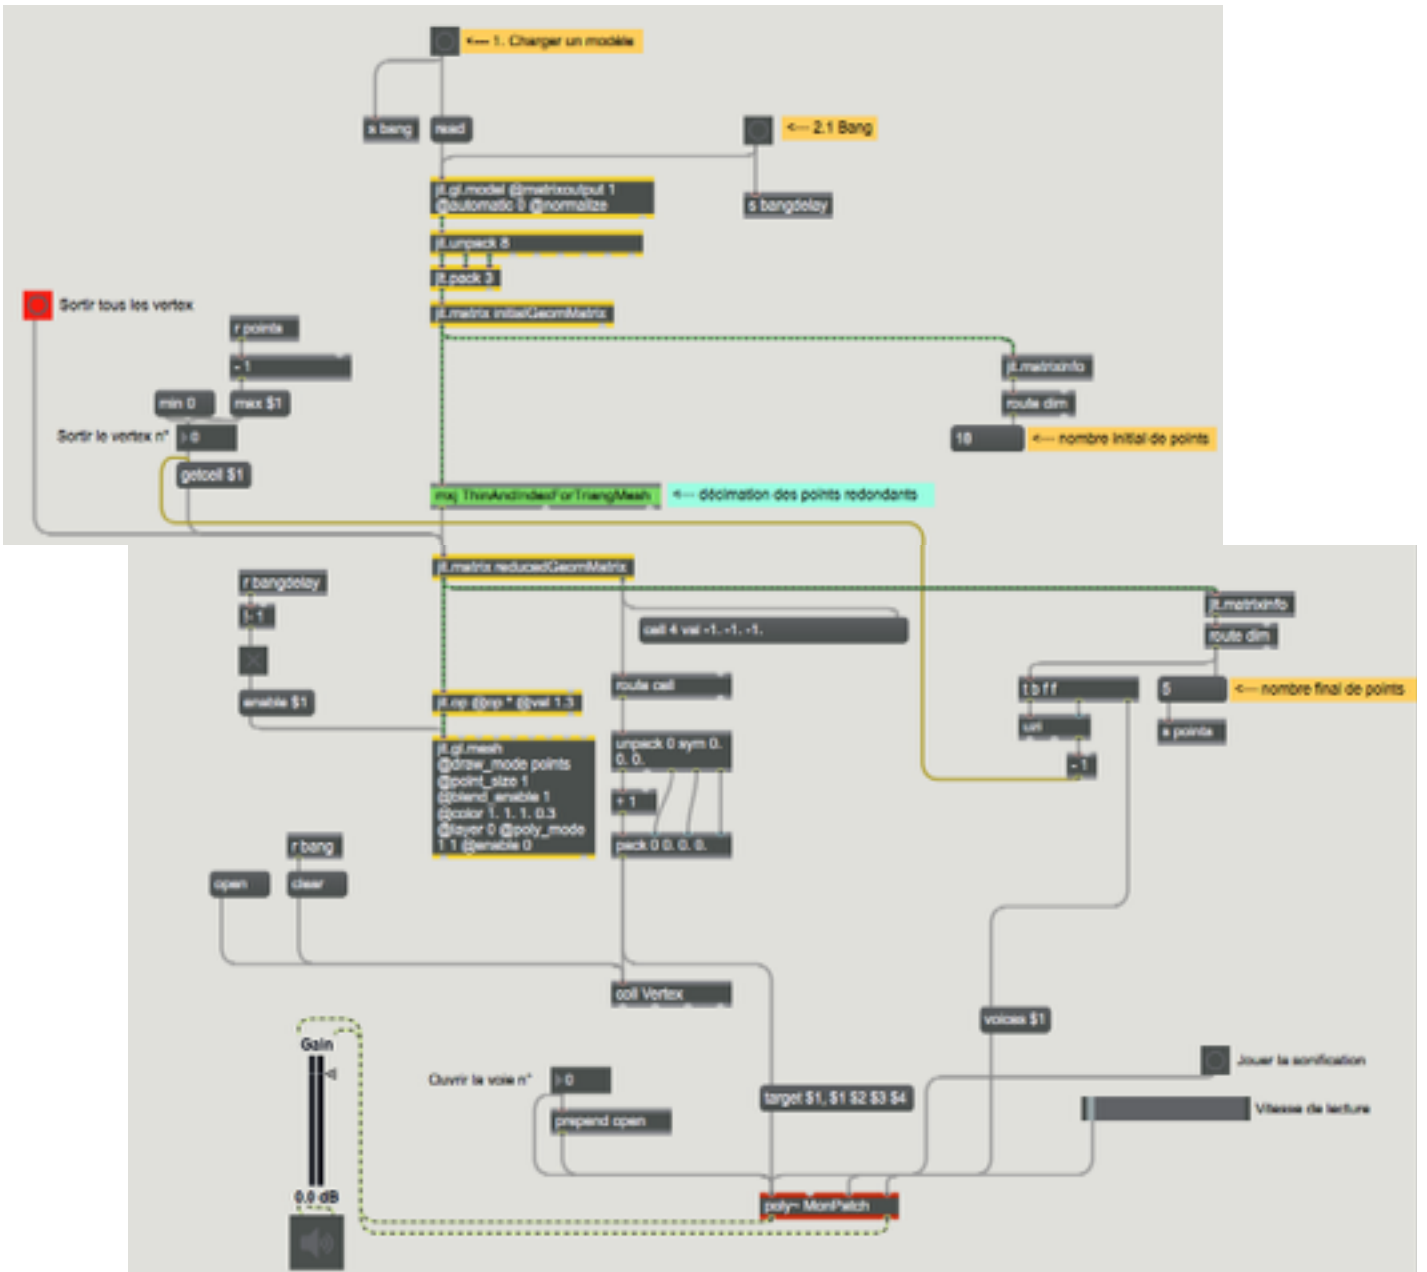 <--- 1. Charger un modèle
s bang
read
<--- 2.1 Bang
jit.gl.model @matrixoutput 1
@automatic 0 @normalize
s bangdelay
jit.unpack 8
jit.pack 3
Sortir tous les vertex
jit.matrix initialGeomMatrix
r points
- 1
jit.matrixinfo
min 0
max $1
route dim
Sortir le vertex n°
0
18
<--- nombre initial de points
getcell $1
mxj ThinAndIndexForTriangMesh
<--- décimation des points redondants
jit.matrix reducedGeomMatrix
r bangdelay
jit.matrixinfo
cell 4 val -1. -1. -1.
route dim
route cell
t b f f
5
<--- nombre final de points
enable $1
jit.op @op * @val 1.3
uzi
s points
jit.gl.mesh
@draw_mode points
@point_size 1
@blend_enable 1
@color 1. 1. 1. 0.3
@layer 0 @poly_mode
1 1 @enable 0
unpack 0 sym 0.
0. 0.
- 1
+ 1
r bang
pack 0 0. 0. 0.
open
clear
coll Vertex
voices $1
Gain
Jouer la sonification
Ouvrir la voie n°
0
target $1, $1 $2 $3 $4
Vitesse de lecture
prepend open
0.0 dB
poly~ MonPatch